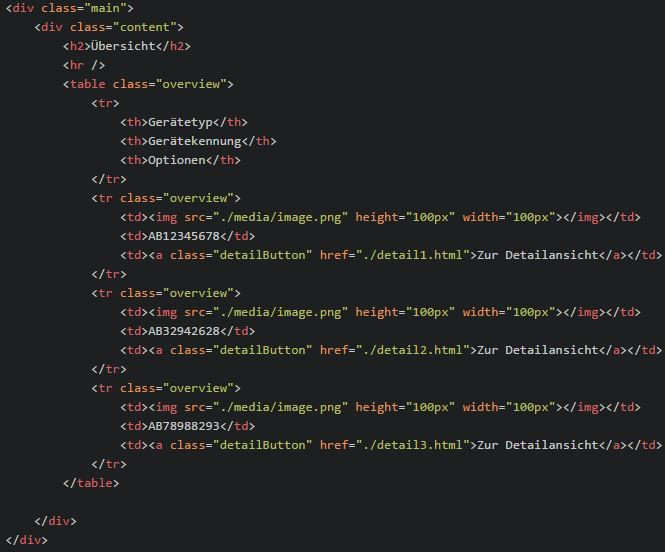 <div class="main">
<div class="content">
<h2>Übersicht</h2>
<hr />
<table class="overview">
<tr>
<th>Gerätetyp</th>
<th>Gerätekennung</th>
<th>Optionen</th>
</tr>
<tr class="overview">
<td><img src="./media/image.png" height="100px" width="100px"></img></td>
<td>AB12345678</td>
<td><a class="detailButton" href="./detail1.html">Zur Detailansicht</a></td>
</tr>
<tr class="overview">
<td><img src="./media/image.png" height="100px" width="100px"></img></td>
<td>AB32942628</td>
<td><a class="detailButton" href="./detail2.html">Zur Detailansicht</a></td>
</tr>
<tr class="overview">
<td><img src="./media/image.png" height="100px" width="100px"></img></td>
<td>AB78988293</td>
<td><a class="detailButton" href="./detail3.html">Zur Detailansicht</a></td>
</tr>
</table>
</div>
</div>